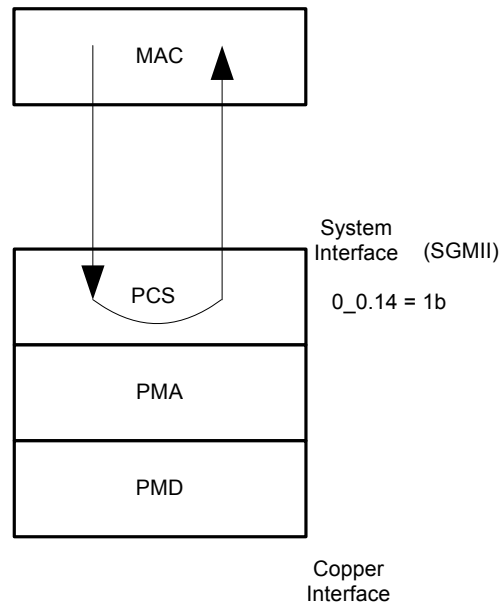 MAC
System
Interface (SGMII)
PCS
0_0.14 = 1b
PMA
PMD
Copper
Interface